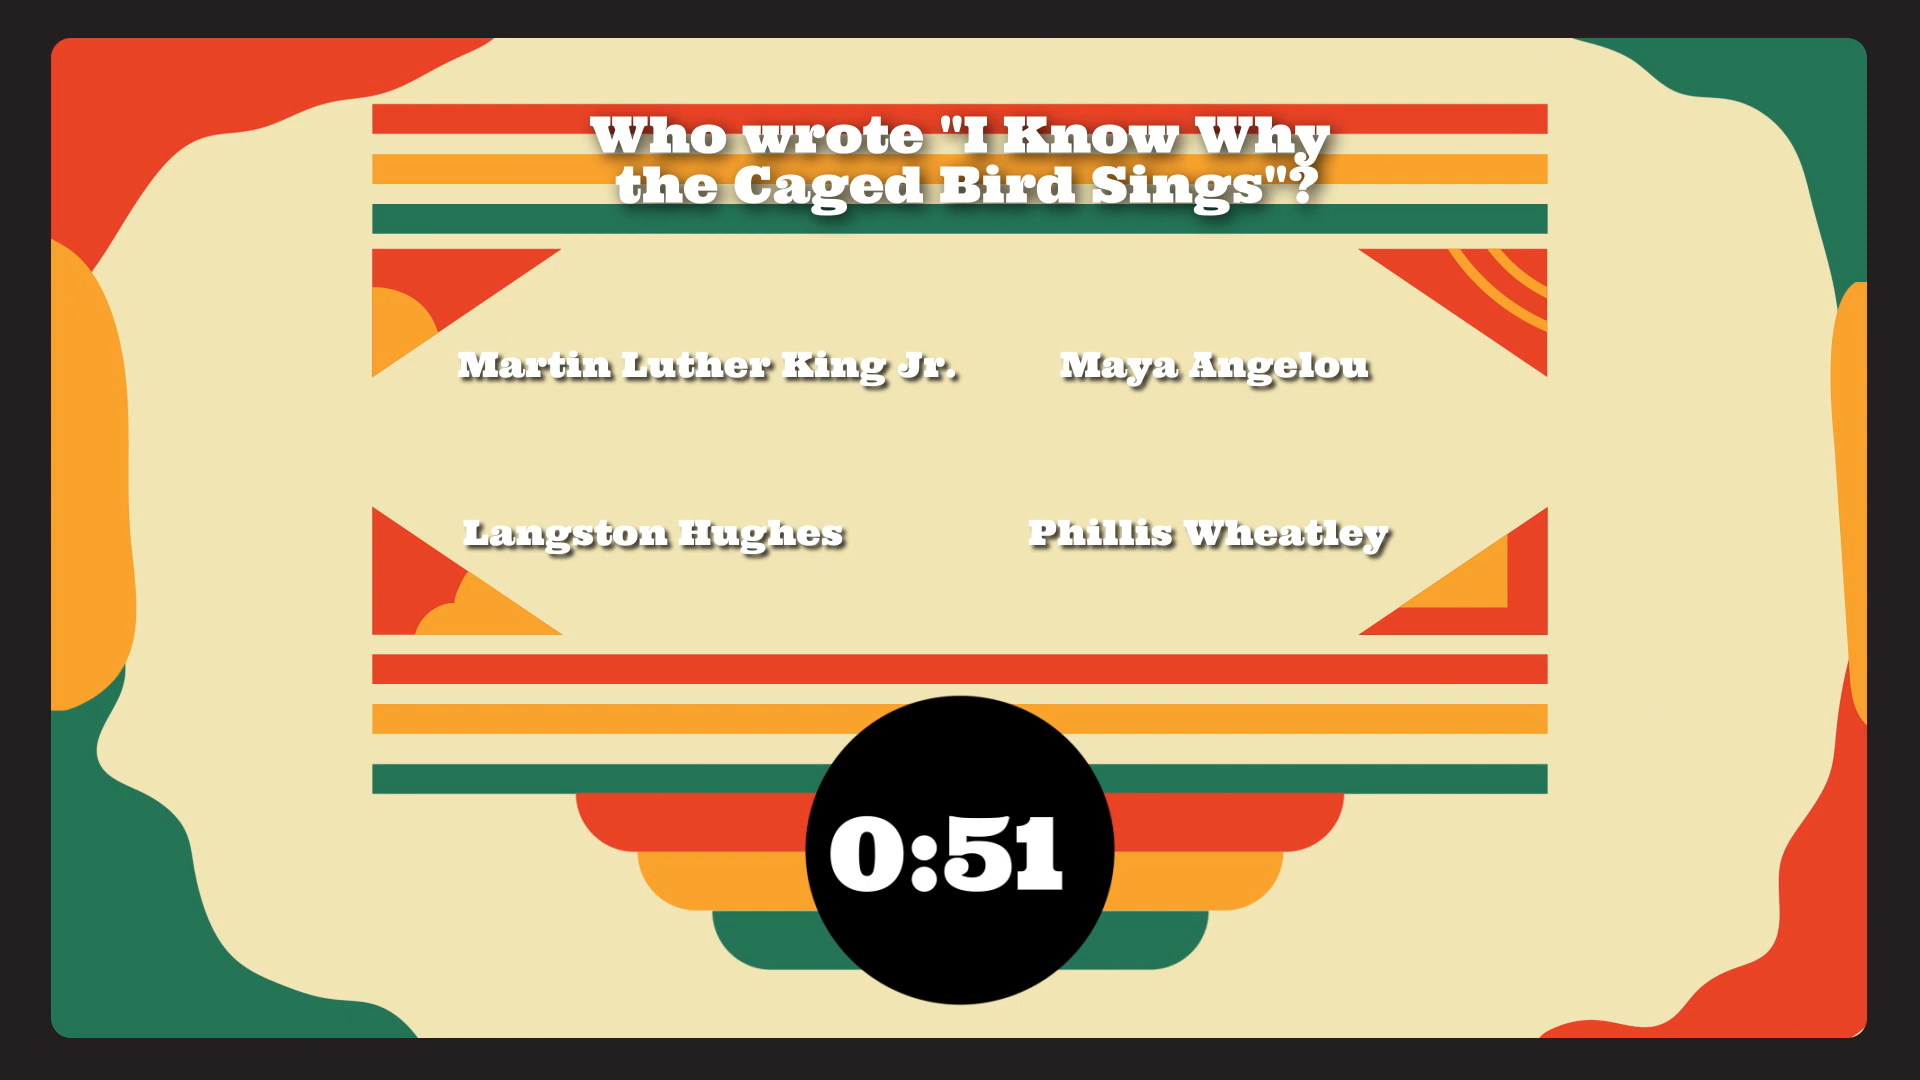 Who wrote "I Know Why
the Caged Bird Sings"?
Martin Luther King Jr.
Maya Angelou
Langston Hughes
Phillis Wheatley
0:51